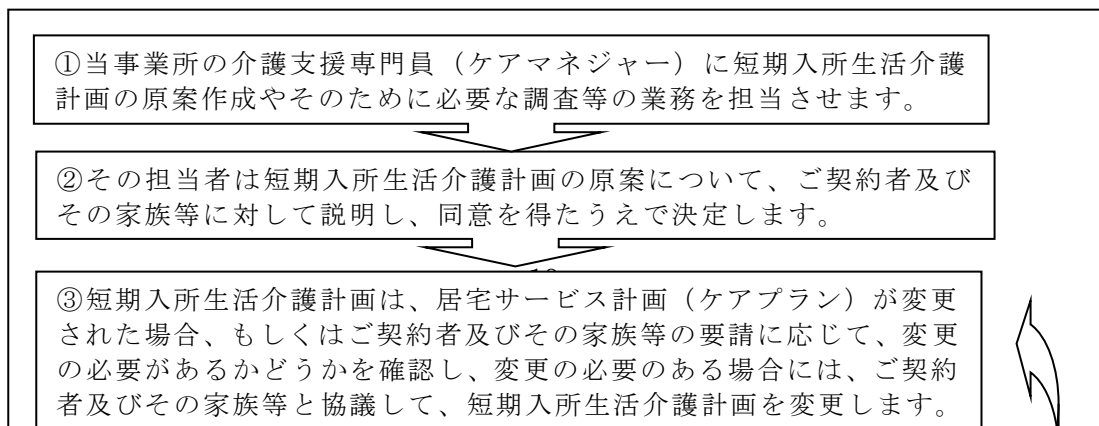 ①当事業所の介護支援専門員（ケアマネジャー）に短期入所生活介護
計画の原案作成やそのために必要な調査等の業務を担当させます。
②その担当者は短期入所生活介護計画の原案について、ご契約者及び
その家族等に対して説明し、同意を得たうえで決定します。
③短期入所生活介護計画は、居宅サービス計画（ケアプラン）が変更
された場合、もしくはご契約者及びその家族等の要請に応じて、変更
の必要があるかどうかを確認し、変更の必要のある場合には、ご契約
者及びその家族等と協議して、短期入所生活介護計画を変更します。